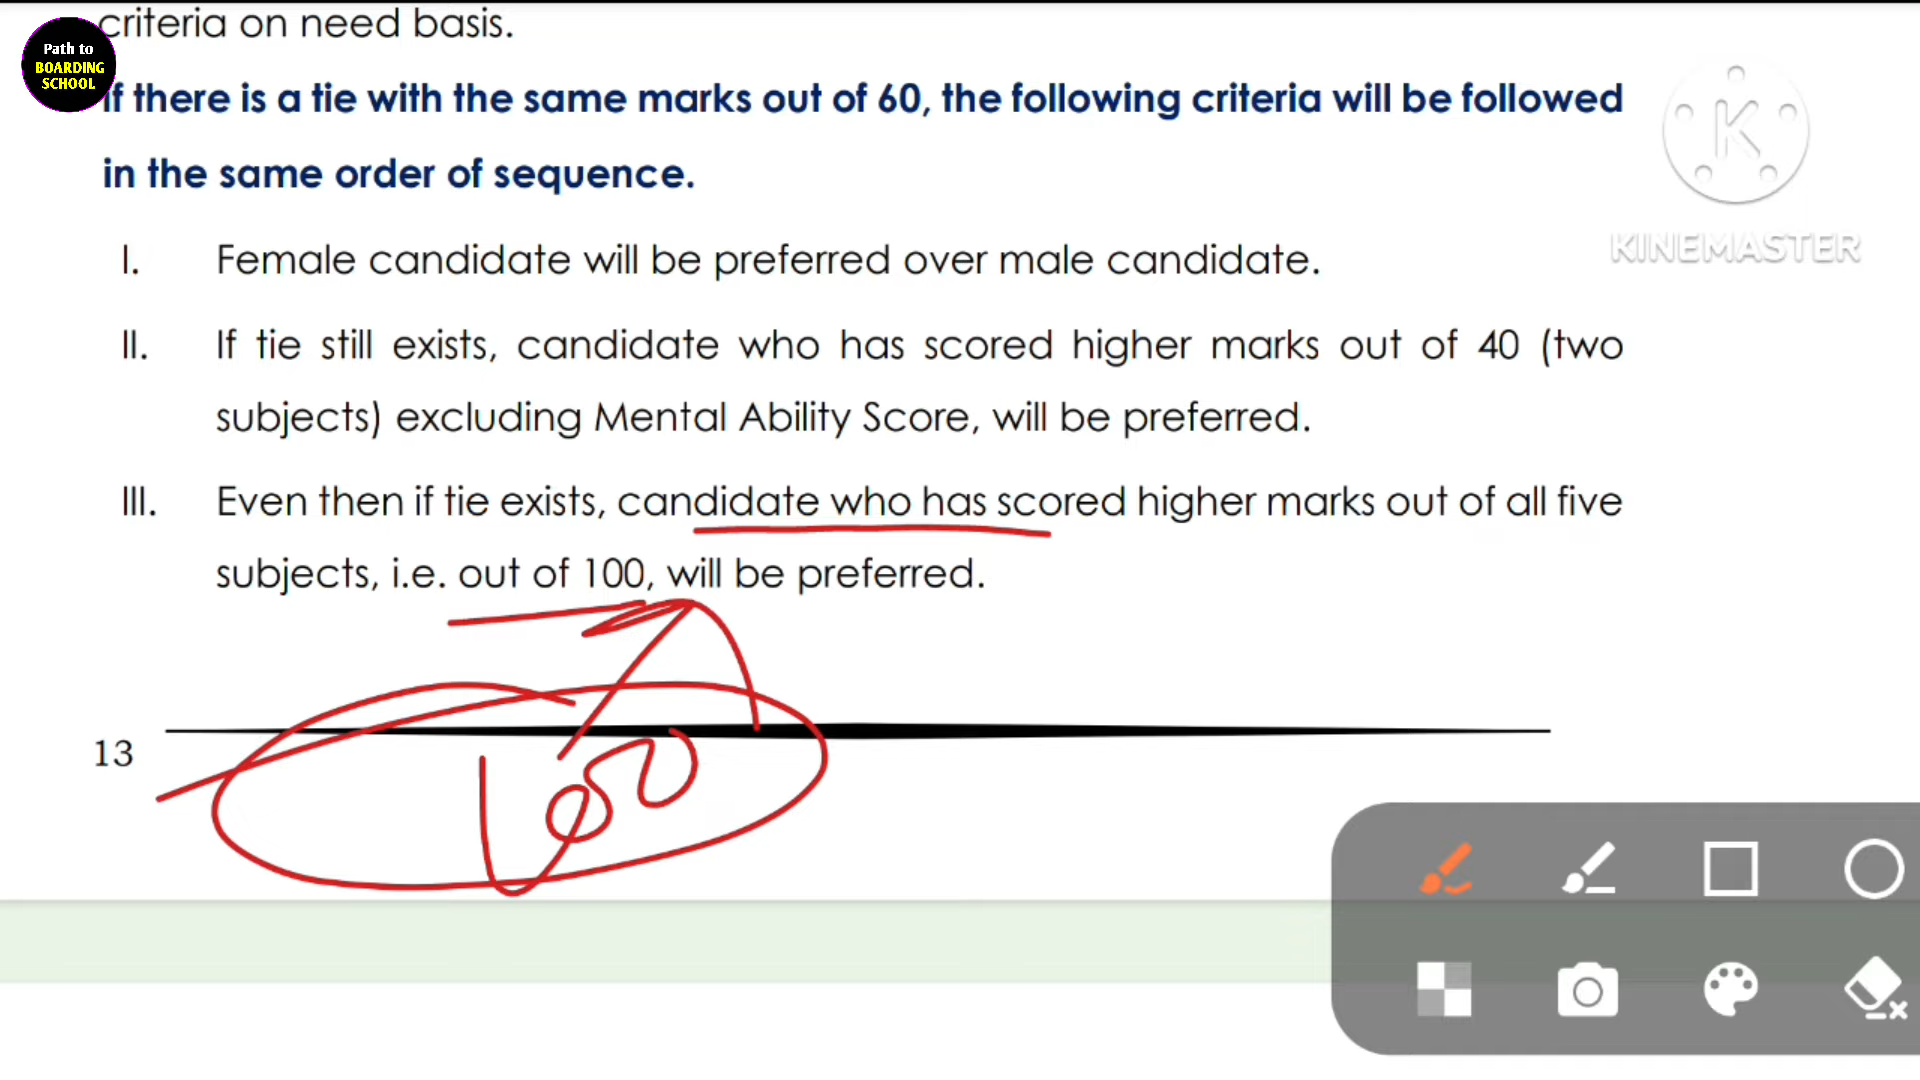 criteria on need basis.
Path to
BOARDING
SCHOOL
If there is a tie with the same marks out of 60, the following criteria will be followed
in the same order of sequence.
K
KINEMASTER
I. Female candidate will be preferred over male candidate.
II. If tie still exists, candidate who has scored higher marks out of 40 (two
subjects) excluding Mental Ability Score, will be preferred.
III. Even then if tie exists, candidate who has scored higher marks out of all five
subjects, i.e. out of 100, will be preferred.
13
100